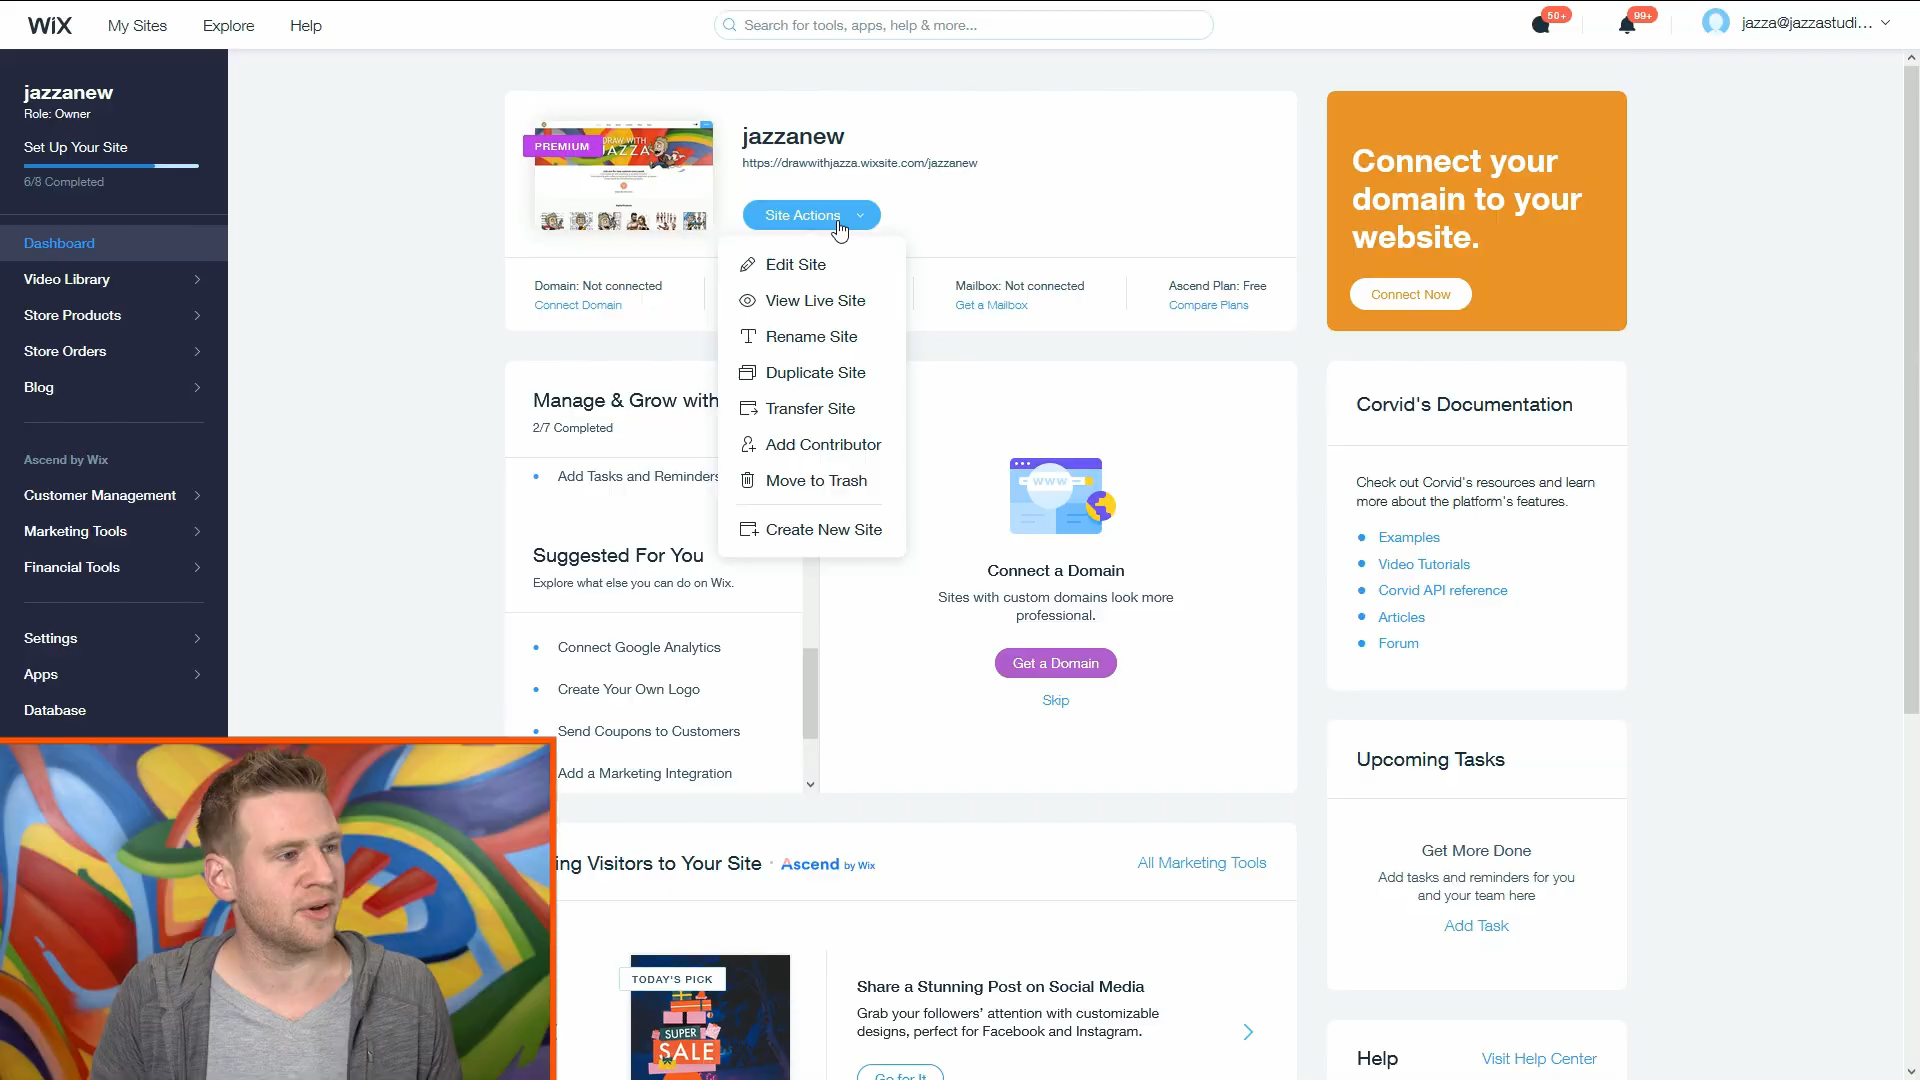 WiX
My Sites
Explore
Help
Search for tools, apps, help & more...
50+
99+
jazza@jazzastudi...
jazzanew
Role: Owner
Set Up Your Site
6/8 Completed
Dashboard
Video Library
Store Products
Store Orders
Blog
Ascend by Wix
Customer Management
Marketing Tools
Financial Tools
Settings
Apps
Database
PREMIUM
DRAW WITH
JAZZA
jazzanew
https://drawwithjazza.wixsite.com/jazzanew
Site Actions
Edit Site
View Live Site
Rename Site
Duplicate Site
Transfer Site
Add Contributor
Move to Trash
Create New Site
Domain: Not connected
Connect Domain
Mailbox: Not connected
Get a Mailbox
Ascend Plan: Free
Compare Plans
Connect your
domain to your
website.
Connect Now
Manage & Grow with
2/7 Completed
Add Tasks and Reminders
Suggested For You
Explore what else you can do on Wix.
Connect Google Analytics
Create Your Own Logo
Send Coupons to Customers
Add a Marketing Integration
www
Connect a Domain
Sites with custom domains look more
professional.
Get a Domain
Skip
Corvid's Documentation
Check out Corvid's resources and learn
more about the platform's features.
Examples
Video Tutorials
Corvid API reference
Articles
Forum
Upcoming Tasks
Get More Done
Add tasks and reminders for you
and your team here
Add Task
ing Visitors to Your Site · Ascend by Wix
All Marketing Tools
TODAY'S PICK
SUPER
SALE
Share a Stunning Post on Social Media
Grab your followers' attention with customizable
designs, perfect for Facebook and Instagram.
Go for It
Help
Visit Help Center